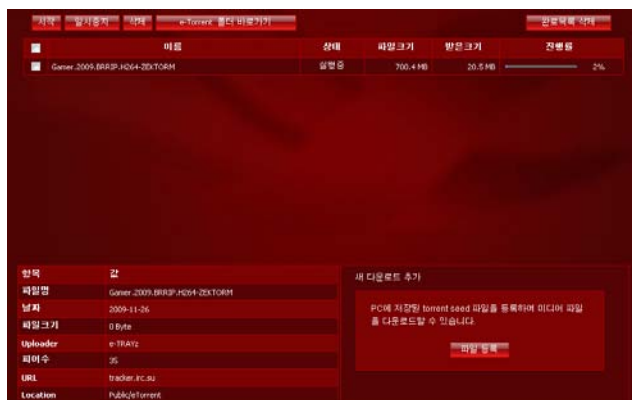 시작 일시중지 삭제 e-Torrent 폴더 바로가기 완료목록 삭제
이름 상태 파일크기 받은크기 진행률
Gamer.2009.BRRIP.H264-ZEKTORM 실행중 700.4 MB 20.5 MB 2%
항목 값
파일명 Gamer.2009.BRRIP.H264-ZEKTORM
날짜 2009-11-26
파일크기 0 Byte
Uploader e-TRAYz
피어수 35
URL tracker.irc.su
Location Public/eTorrent
새 다운로드 추가
PC에 저장된 torrent seed 파일을 등록하여 미디어 파일
을 다운로드할 수 있습니다.
파일 등록